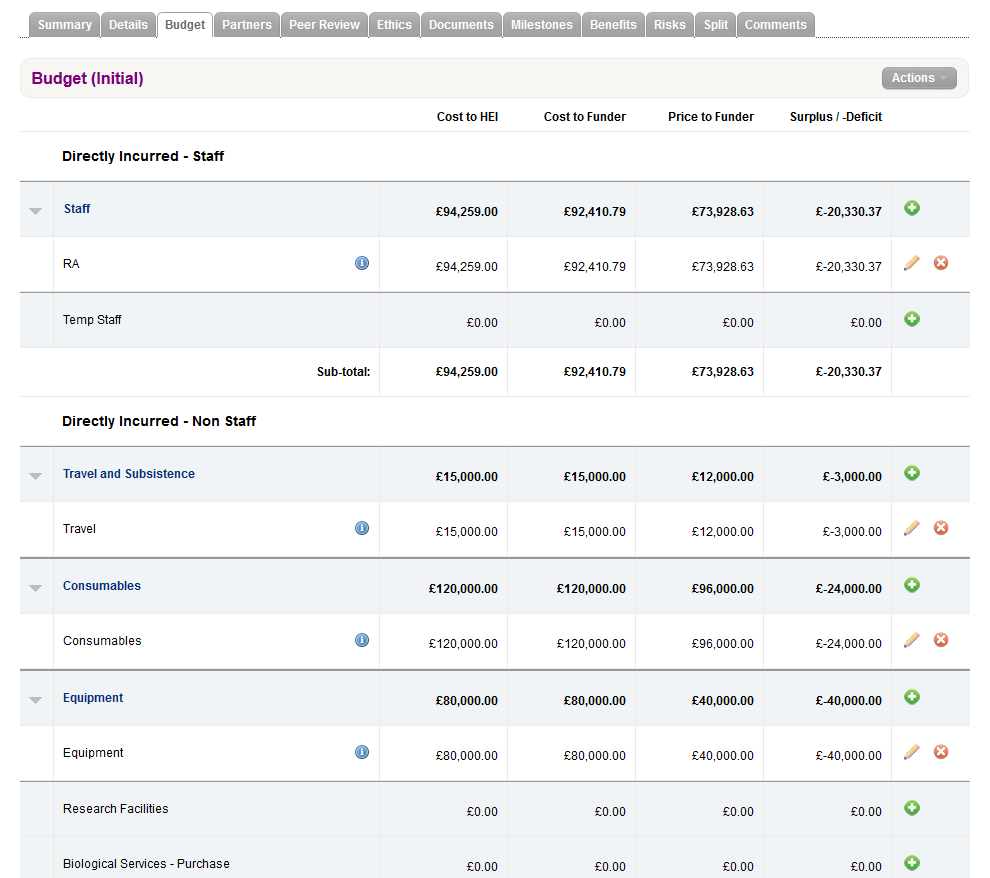 Summary Details Budget Partners Peer Review Ethics Documents Milestones Benefits Risks Split Comments
Budget (Initial) Actions
Cost to HEI Cost to Funder Price to Funder Surplus / -Deficit
Directly Incurred - Staff
Staff £94,259.00 £92,410.79 £73,928.63 £-20,330.37
RA £94,259.00 £92,410.79 £73,928.63 £-20,330.37
Temp Staff £0.00 £0.00 £0.00 £0.00
Sub-total: £94,259.00 £92,410.79 £73,928.63 £-20,330.37
Directly Incurred - Non Staff
Travel and Subsistence £15,000.00 £15,000.00 £12,000.00 £-3,000.00
Travel £15,000.00 £15,000.00 £12,000.00 £-3,000.00
Consumables £120,000.00 £120,000.00 £96,000.00 £-24,000.00
Consumables £120,000.00 £120,000.00 £96,000.00 £-24,000.00
Equipment £80,000.00 £80,000.00 £40,000.00 £-40,000.00
Equipment £80,000.00 £80,000.00 £40,000.00 £-40,000.00
Research Facilities £0.00 £0.00 £0.00 £0.00
Biological Services - Purchase £0.00 £0.00 £0.00 £0.00